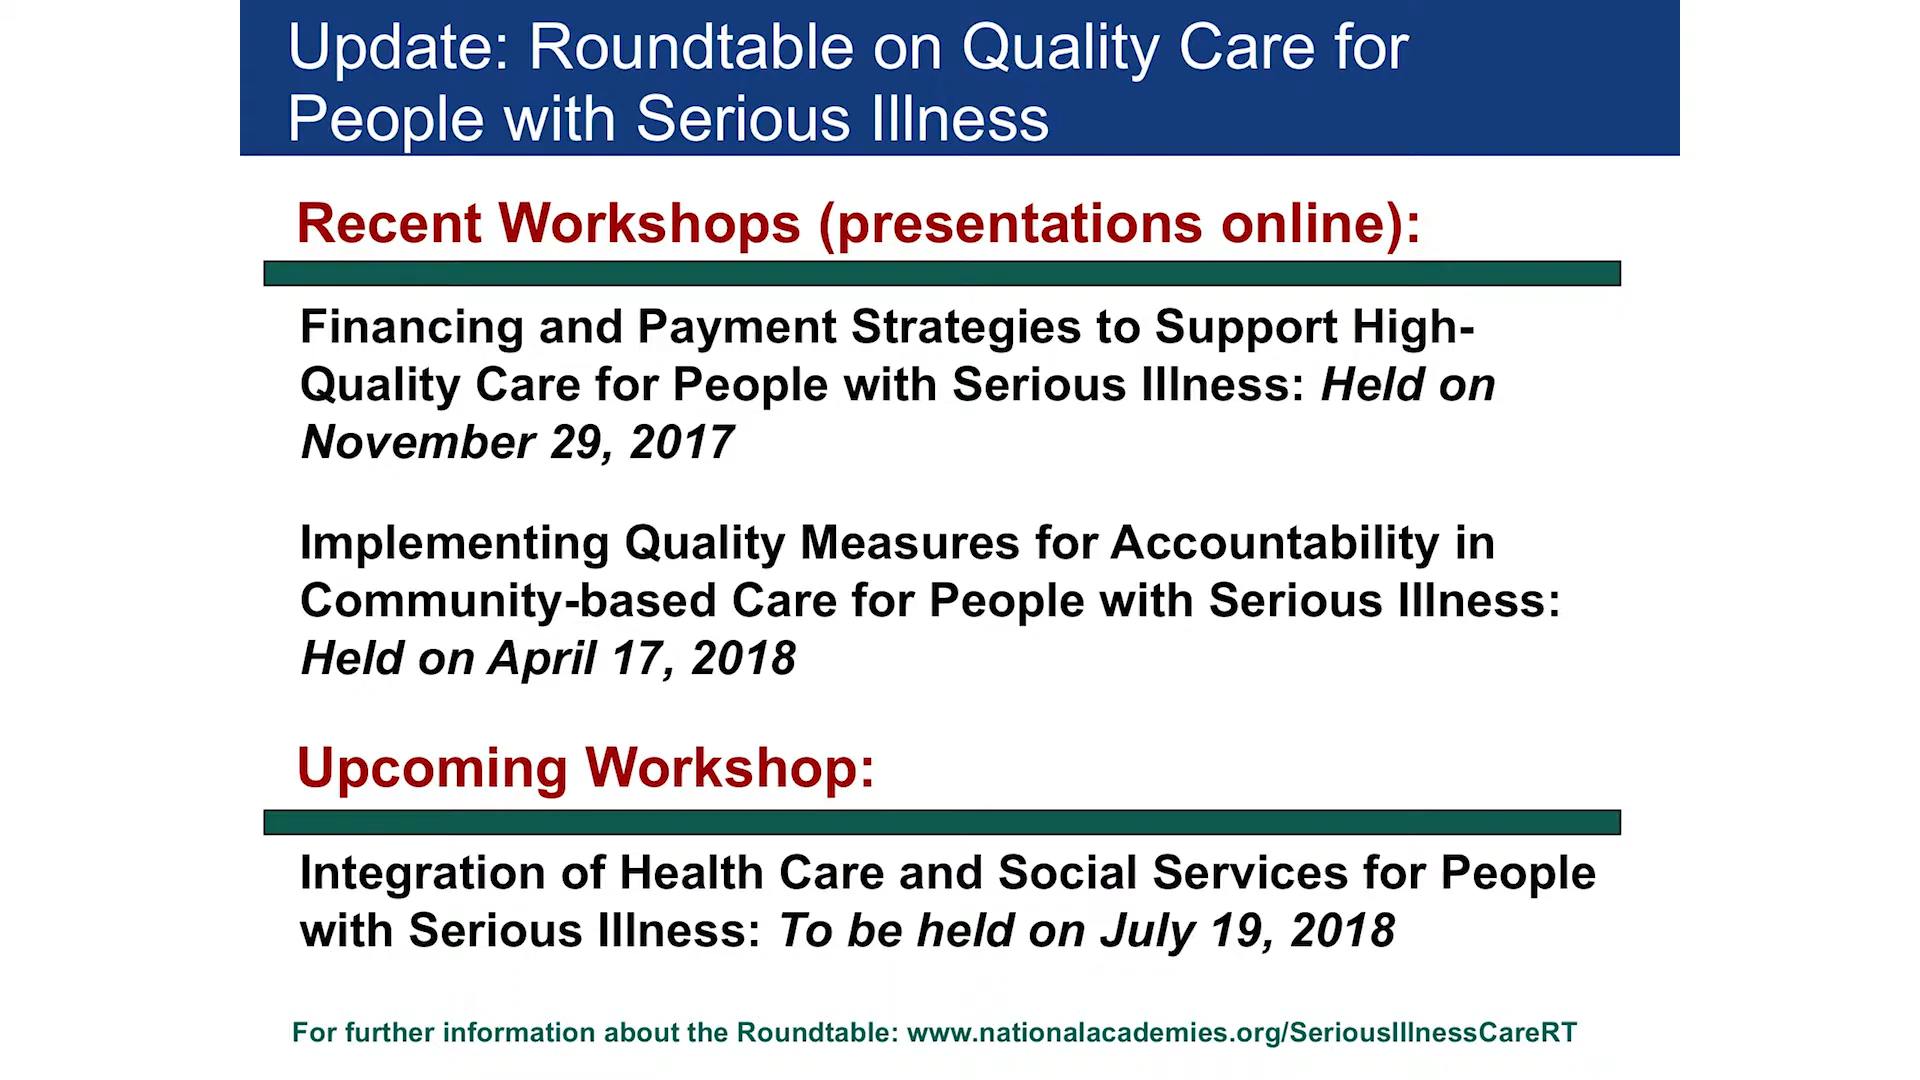 Update: Roundtable on Quality Care for
People with Serious Illness
Recent Workshops (presentations online):
Financing and Payment Strategies to Support High-
Quality Care for People with Serious Illness: Held on
November 29, 2017
Implementing Quality Measures for Accountability in
Community-based Care for People with Serious Illness:
Held on April 17, 2018
Upcoming Workshop:
Integration of Health Care and Social Services for People
with Serious Illness: To be held on July 19, 2018
For further information about the Roundtable: www.nationalacademies.org/SeriousIllnessCareRT